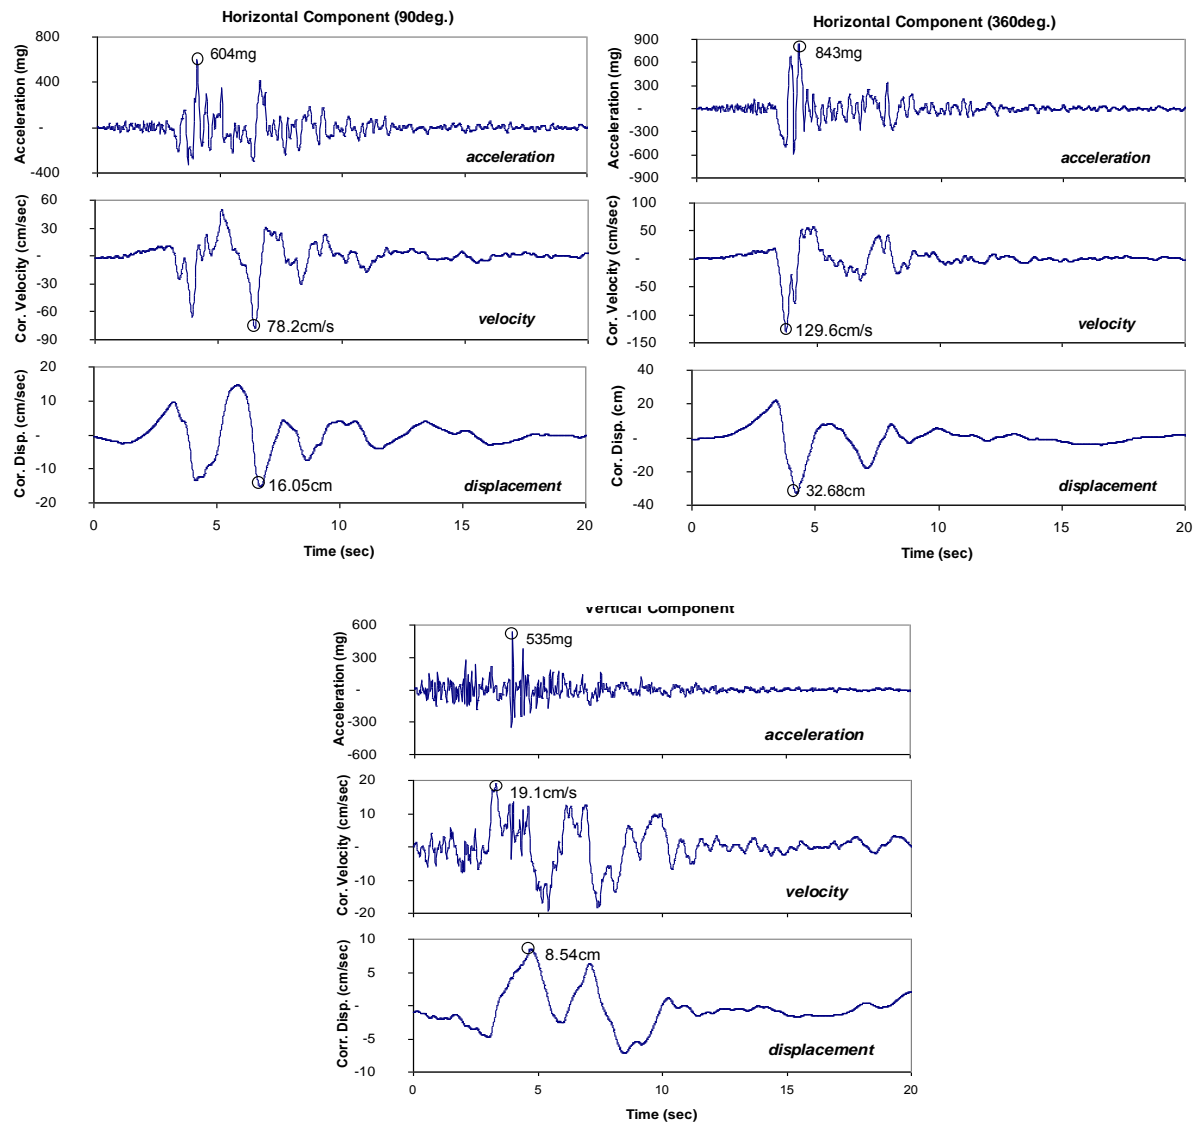 Horizontal Component (90deg.)
Acceleration (mg)
800
400
-
-400
604mg
acceleration
Cor. Velocity (cm/sec)
60
30
-
-30
-60
-90
78.2cm/s
velocity
Cor. Disp. (cm/sec)
20
10
-
-10
-20
16.05cm
displacement
0
5
10
15
20
Time (sec)
Horizontal Component (360deg.)
Acceleration (mg)
900
600
300
-
-300
-600
-900
843mg
acceleration
Cor. Velocity (cm/sec)
100
50
-
-50
-100
-150
129.6cm/s
velocity
Cor. Disp. (cm)
40
20
-
-20
-40
32.68cm
displacement
0
5
10
15
20
Time (sec)
Vertical Component
Acceleration (mg)
600
300
-
-300
-600
535mg
acceleration
Cor. Velocity (cm/sec)
20
10
-
-10
-20
19.1cm/s
velocity
Corr. Disp. (cm/sec)
10
5
-
-5
-10
8.54cm
displacement
0
5
10
15
20
Time (sec)